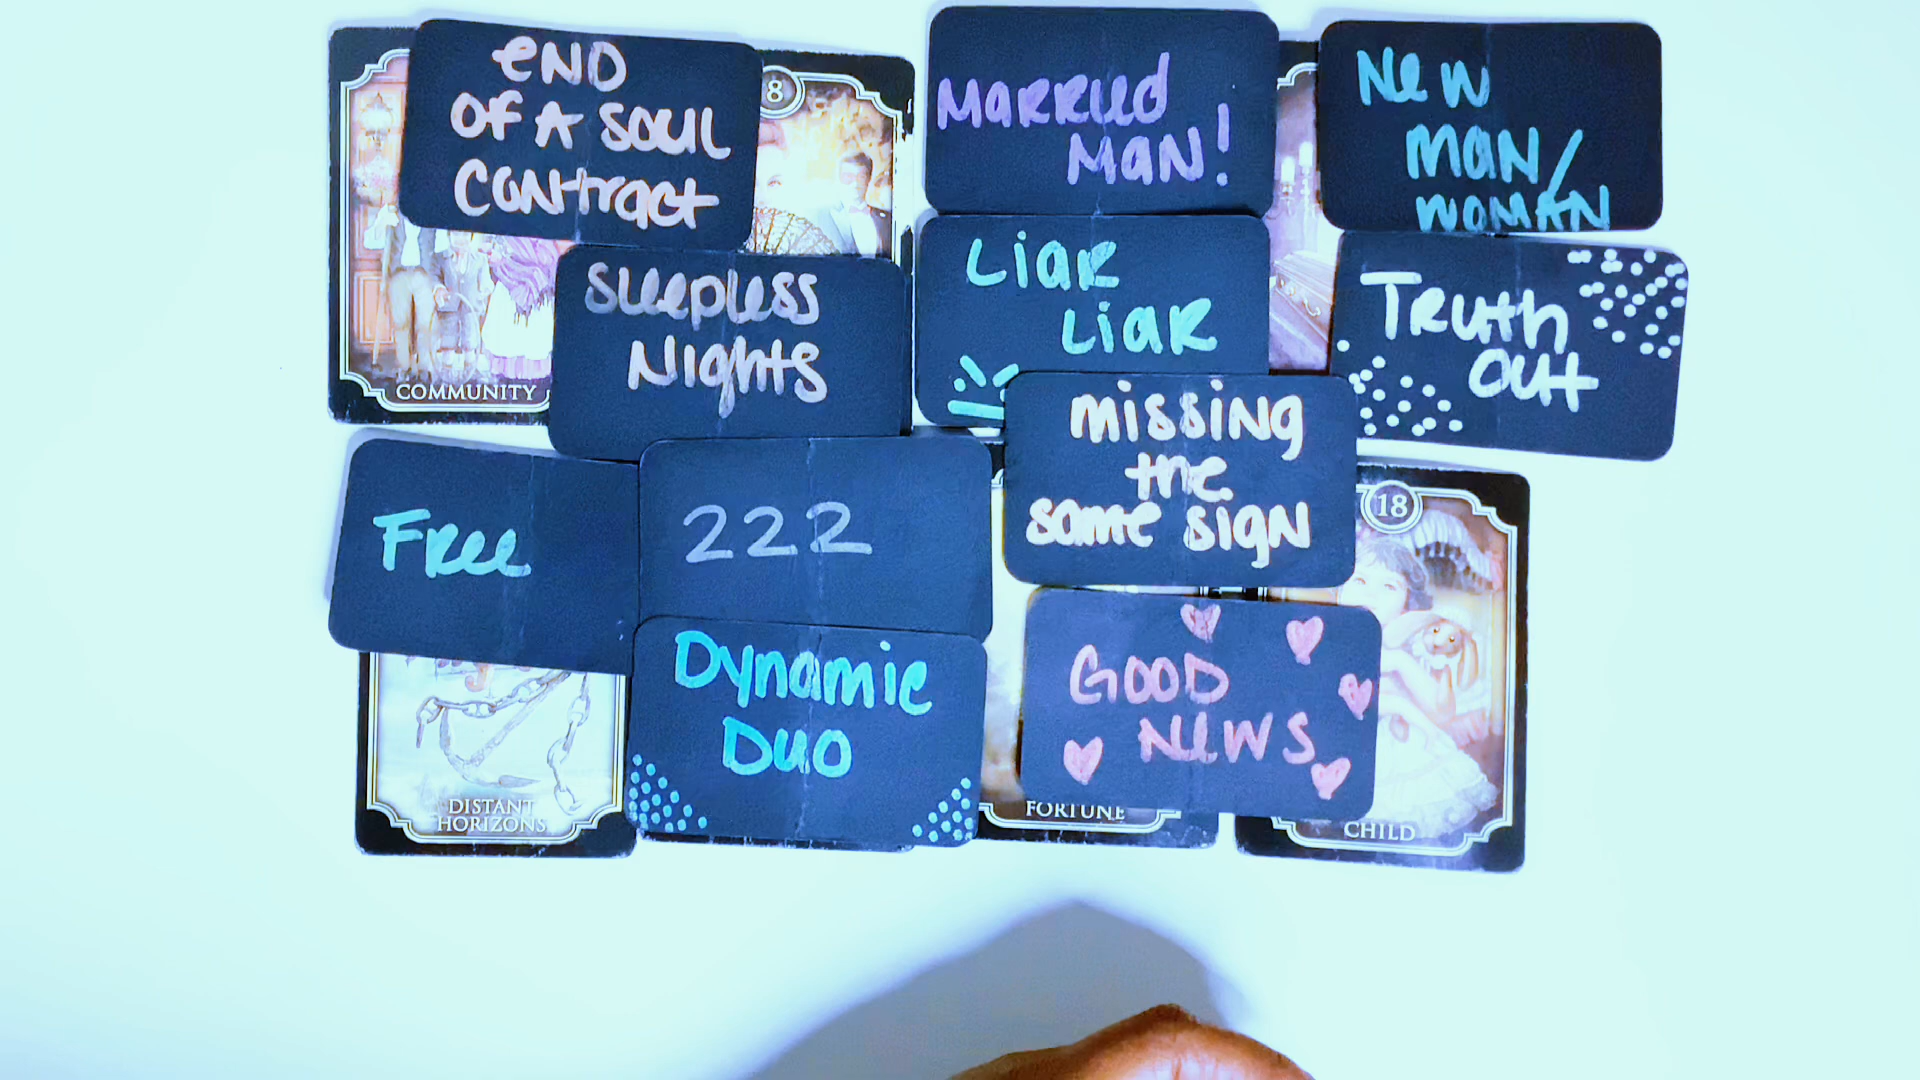 END
OF A SOUL
CONTRACT
8
MARRIED
MAN!
NEW
MAN/
WOMAN
SLEEPLESS
NIGHTS
LIAR
LIAR
TRUTH
OUT
COMMUNITY
MISSING
THE
SAME SIGN
FREE
222
18
DYNAMIC
DUO
GOOD
NEWS
DISTANT
HORIZONS
FORTUNE
CHILD